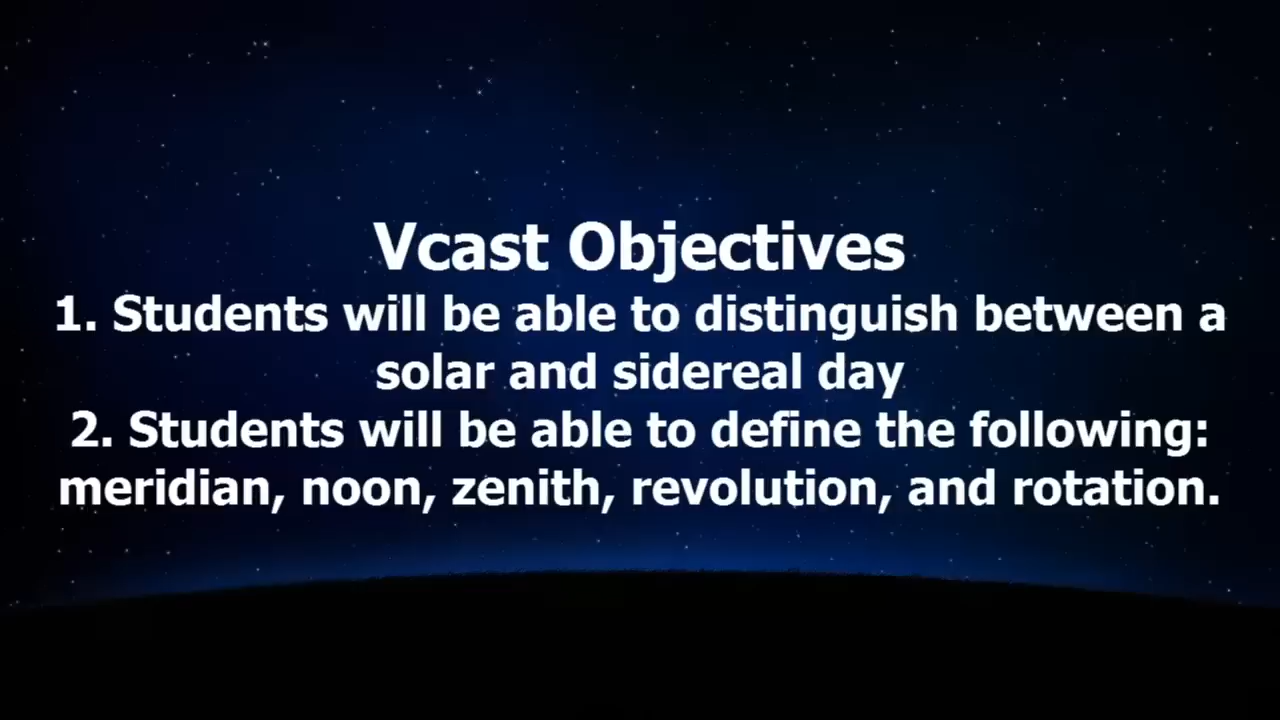 Vcast Objectives
1. Students will be able to distinguish between a
solar and sidereal day
2. Students will be able to define the following:
meridian, noon, zenith, revolution, and rotation.